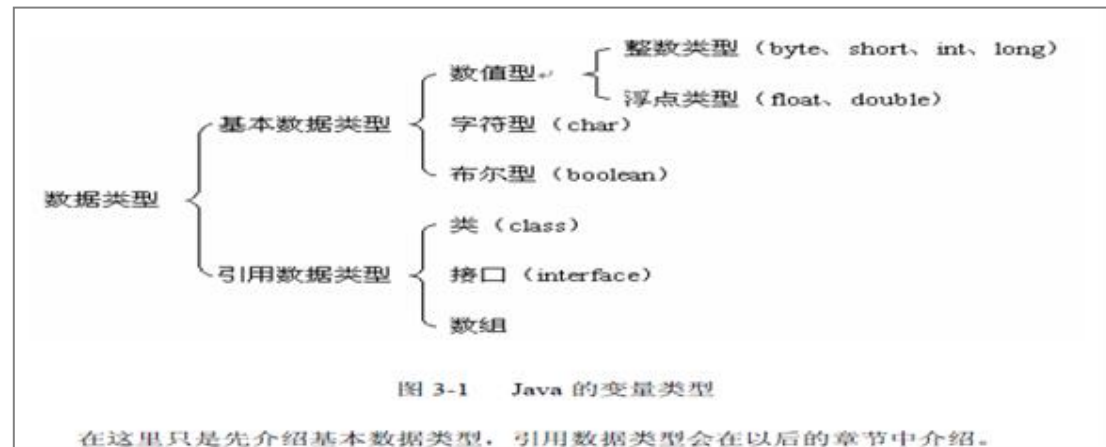 整数类型（byte、short、int、long）
数值型
浮点类型（float、double）
基本数据类型
字符型（char）
布尔型（boolean）
数据类型
类（class）
引用数据类型
接口（interface）
数组
图 3-1 Java 的变量类型
在这里只是先介绍基本数据类型，引用数据类型会在以后的章节中介绍。